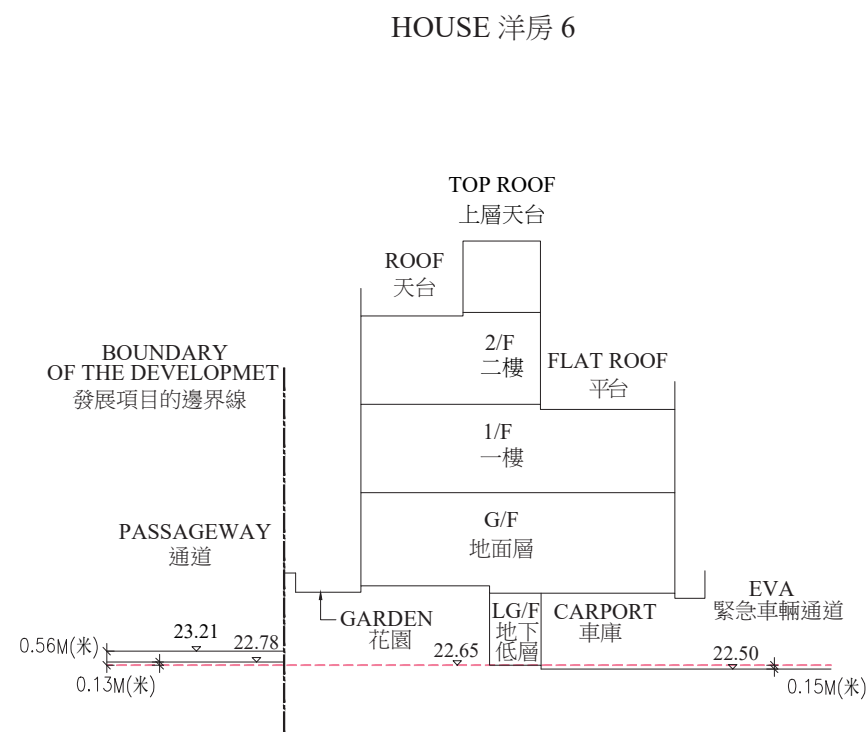 HOUSE 洋房 6
TOP ROOF
上層天台
ROOF
天台
2/F
二樓
BOUNDARY
OF THE DEVELOPMET
發展項目的邊界線
FLAT ROOF
平台
1/F
一樓
PASSAGEWAY
通道
G/F
地面層
EVA
緊急車輛通道
GARDEN
花園
LG/F
地下
低層
CARPORT
車庫
0.56M(米)
23.21
22.78
22.65
22.50
0.13M(米)
0.15M(米)